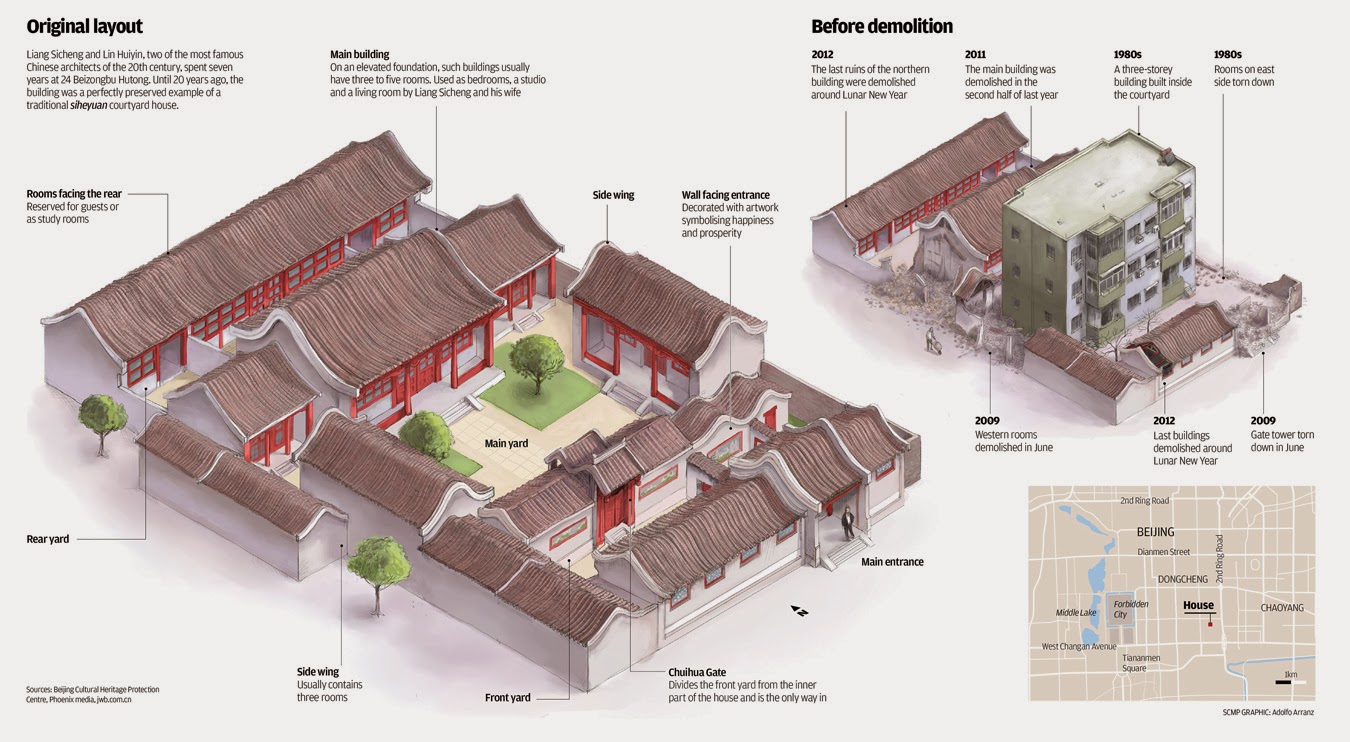 Original layout
Liang Sicheng and Lin Huiyin, two of the most famous
Chinese architects of the 20th century, spent seven
years at 24 Beizongbu Hutong. Until 20 years ago, the
building was a perfectly preserved example of a
traditional siheyuan courtyard house.
Main building
On an elevated foundation, such buildings usually
have three to five rooms. Used as bedrooms, a studio
and a living room by Liang Sicheng and his wife
Rooms facing the rear
Reserved for guests or
as study rooms
Side wing
Wall facing entrance
Decorated with artwork
symbolising happiness
and prosperity
Main yard
Rear yard
Main entrance
Side wing
Usually contains
three rooms
Front yard
Chuihua Gate
Divides the front yard from the inner
part of the house and is the only way in
Sources: Beijing Cultural Heritage Protection
Centre, Phoenix media, jwb.com.cn
Before demolition
2012
The last ruins of the northern
building were demolished
around Lunar New Year
2011
The main building was
demolished in the
second half of last year
1980s
A three-storey
building built inside
the courtyard
1980s
Rooms on east
side torn down
2009
Western rooms
demolished in June
2012
Last buildings
demolished around
Lunar New Year
2009
Gate tower torn
down in June
2nd Ring Road
BEIJING
Dianmen Street
2nd Ring Road
DONGCHENG
Middle Lake
Forbidden
City
House
CHAOYANG
West Changan Avenue
Tiananmen
Square
1km
SCMP GRAPHIC: Adolfo Arranz